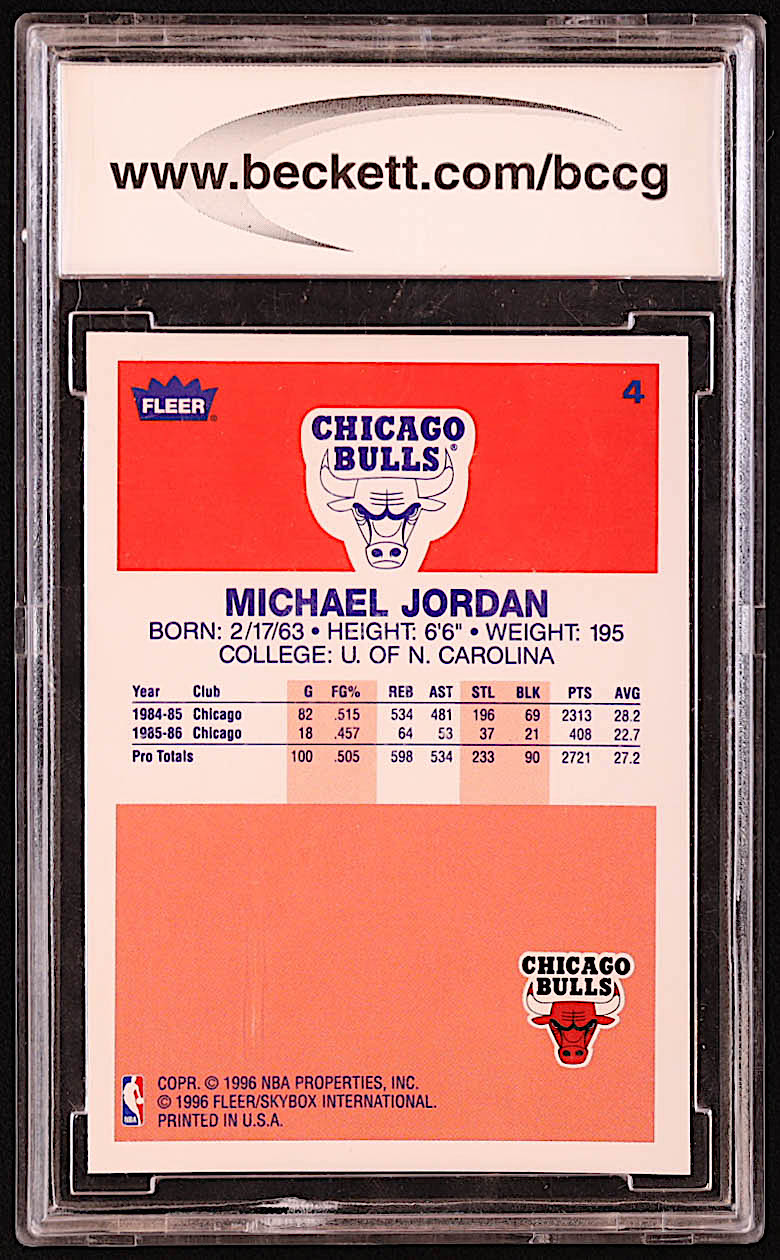 www.beckett.com/bccg
FLEER®
4
CHICAGO
BULLS®
MICHAEL JORDAN
BORN: 2/17/63 • HEIGHT: 6'6" • WEIGHT: 195
COLLEGE: U. OF N. CAROLINA
Year Club G FG% REB AST STL BLK PTS AVG
1984-85 Chicago 82 .515 534 481 196 69 2313 28.2
1985-86 Chicago 18 .457 64 53 37 21 408 22.7
Pro Totals 100 .505 598 534 233 90 2721 27.2
CHICAGO
BULLS
NBA
COPR. © 1996 NBA PROPERTIES, INC.
© 1996 FLEER/SKYBOX INTERNATIONAL.
PRINTED IN U.S.A.